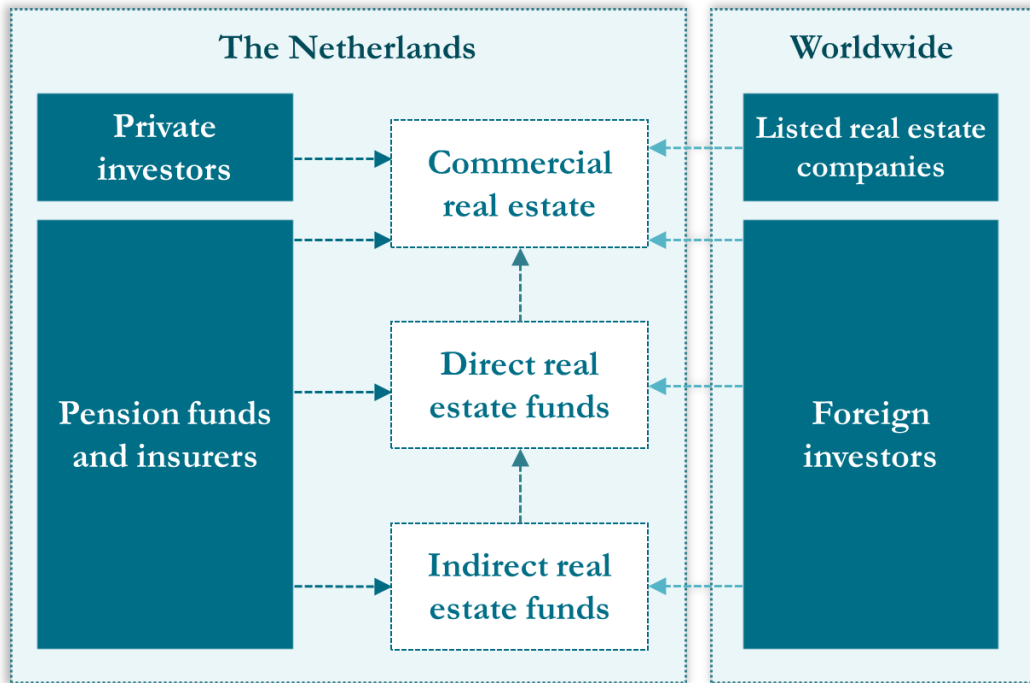 The Netherlands
Worldwide
Private
investors
Commercial
real estate
Listed real estate
companies
Pension funds
and insurers
Direct real
estate funds
Foreign
investors
Indirect real
estate funds